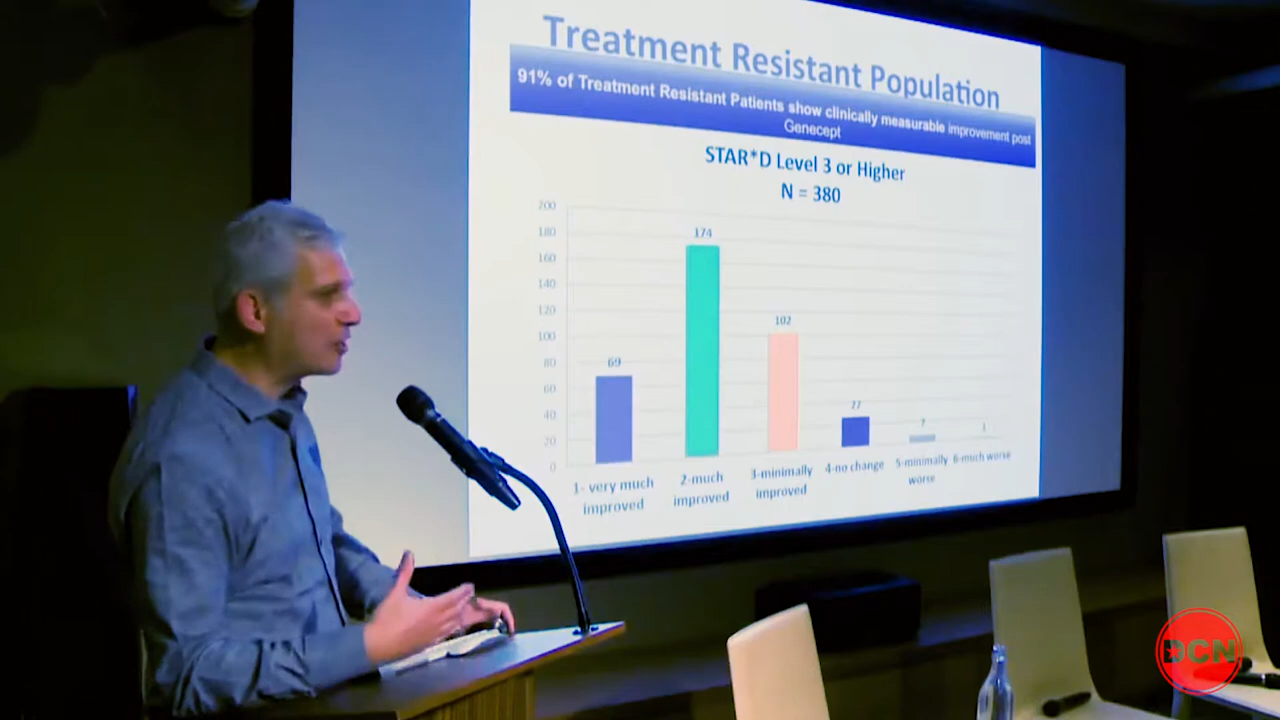 Treatment Resistant Population
91% of Treatment Resistant Patients show clinically measurable improvement post
Genecept
STAR*D Level 3 or Higher
N = 380
200
180
160
140
120
100
80
60
40
20
0
69
174
102
27
7
1
1- very much
improved
2-much
improved
3-minimally
improved
4-no change
5-minimally
worse
6-much worse
DCN